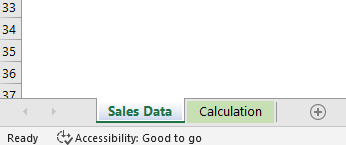 33
34
35
36
37
Sales Data Calculation
Ready Accessibility: Good to go